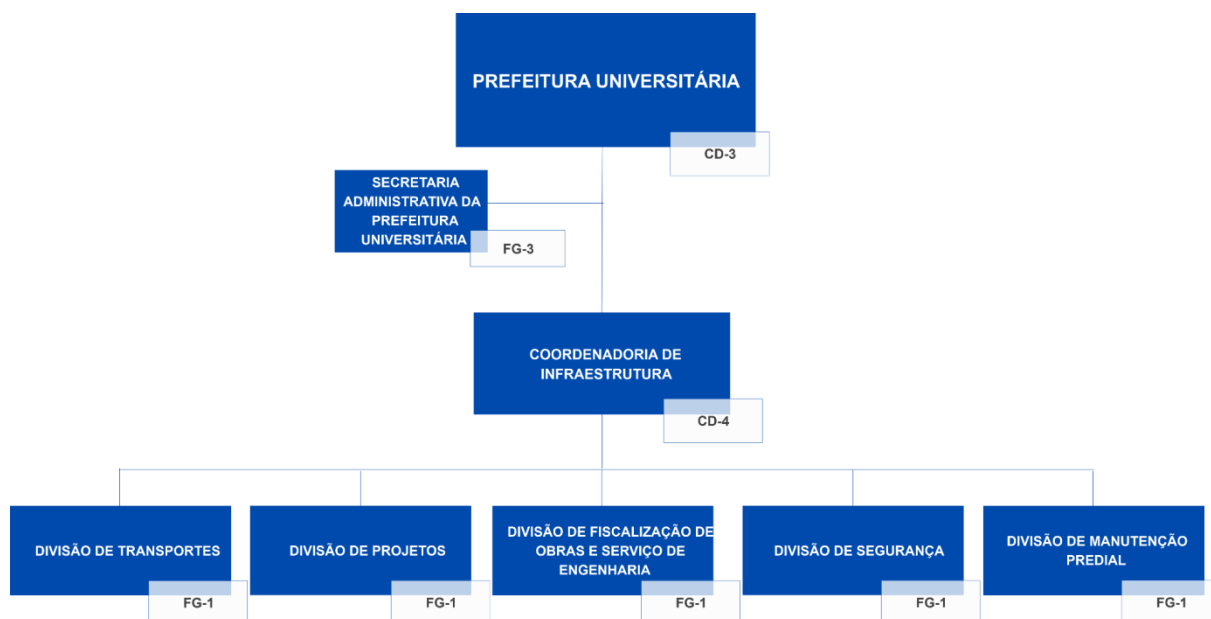 PREFEITURA UNIVERSITÁRIA
CD-3
SECRETARIA
ADMINISTRATIVA DA
PREFEITURA
UNIVERSITÁRIA
FG-3
COORDENADORIA DE
INFRAESTRUTURA
CD-4
DIVISÃO DE TRANSPORTES
FG-1
DIVISÃO DE PROJETOS
FG-1
DIVISÃO DE FISCALIZAÇÃO DE
OBRAS E SERVIÇO DE
ENGENHARIA
FG-1
DIVISÃO DE SEGURANÇA
FG-1
DIVISÃO DE MANUTENÇÃO
PREDIAL
FG-1